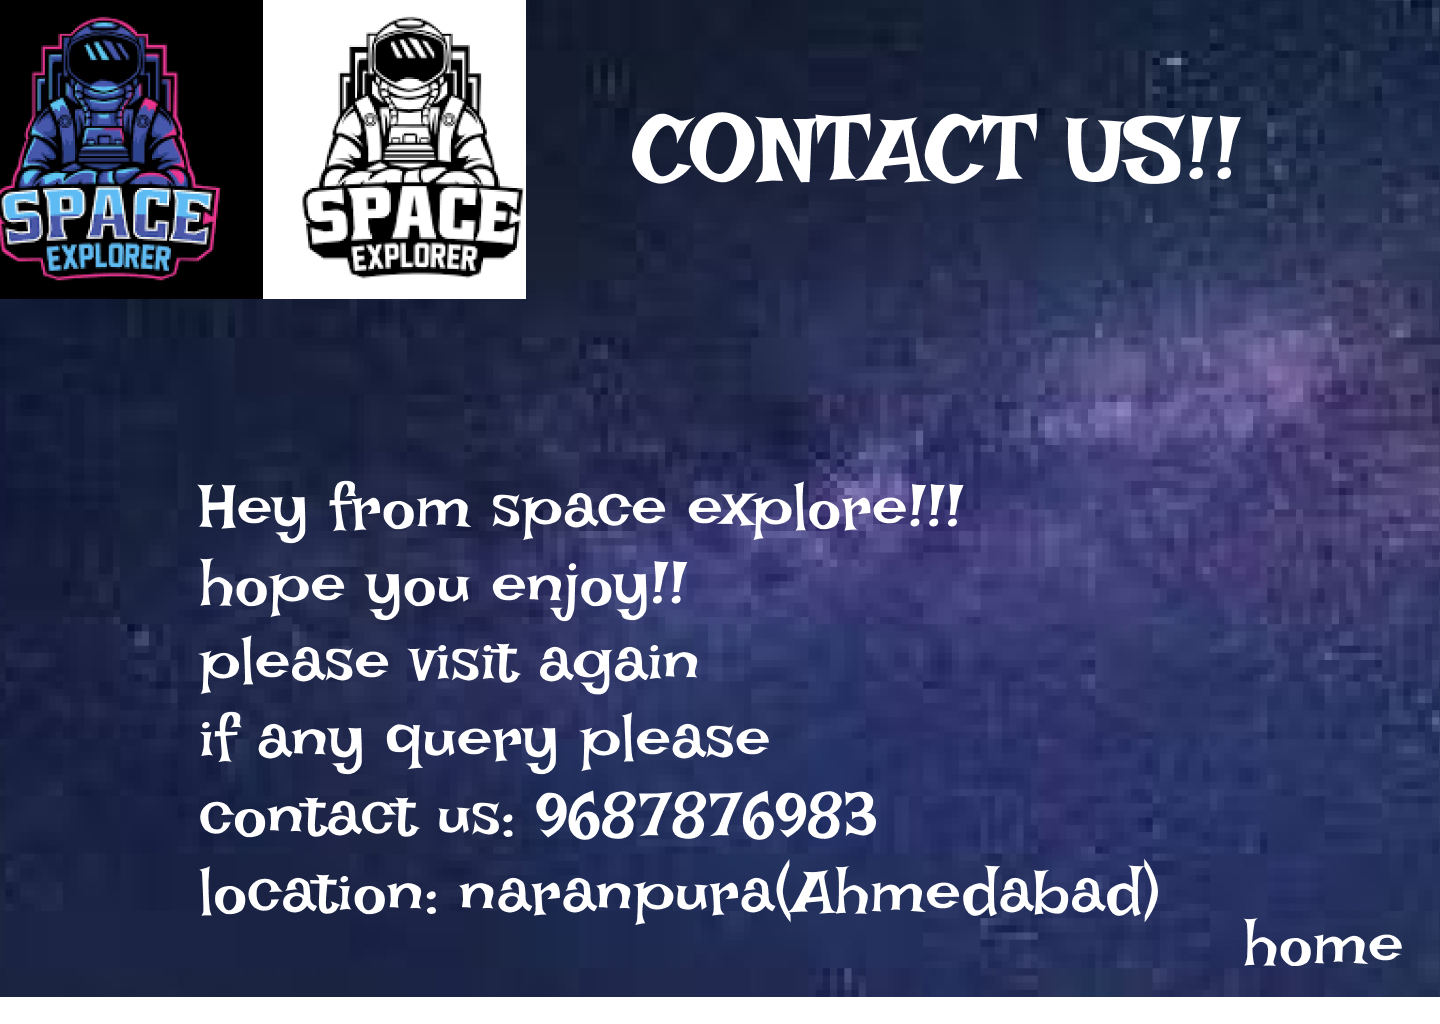 SPACE
EXPLORER
SPACE
EXPLORER
CONTACT US!!
Hey from space explore!!!
hope you enjoy!!
please visit again
if any query please
contact us: 9687876983
location: naranpura(Ahmedabad)
home